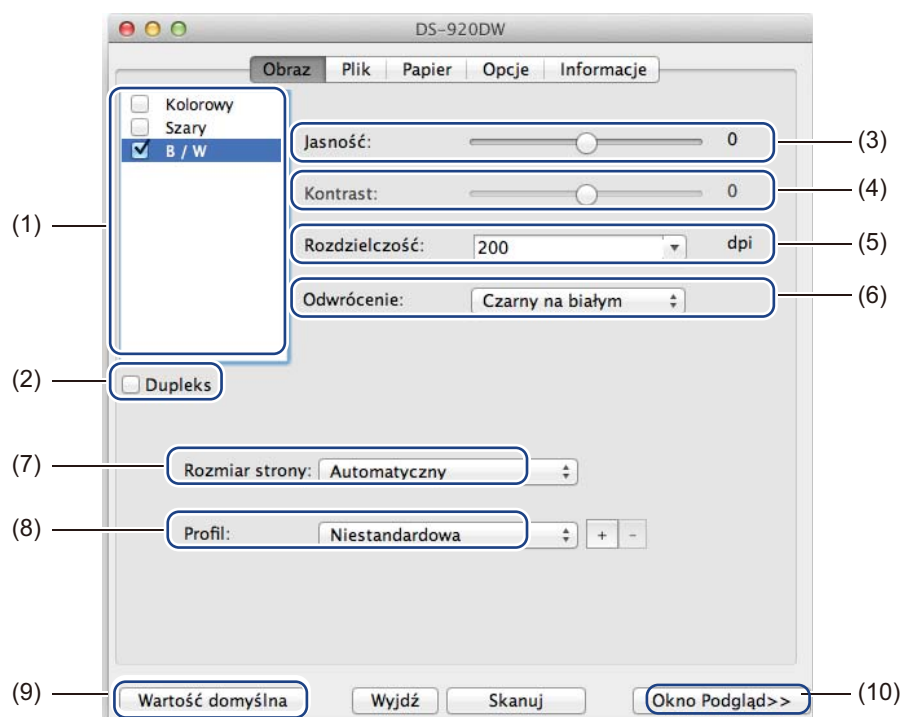 DS-920DW
Obraz Plik Papier Opcje Informacje
Kolorowy
Szary
B / W
(1)
Jasność: 0 (3)
Kontrast: 0 (4)
Rozdzielczość: 200 dpi (5)
Odwrócenie: Czarny na białym (6)
(2) Dupleks
(7) Rozmiar strony: Automatyczny
(8) Profil: Niestandardowa + -
(9) Wartość domyślna Wyjdź Skanuj Okno Podgląd>> (10)